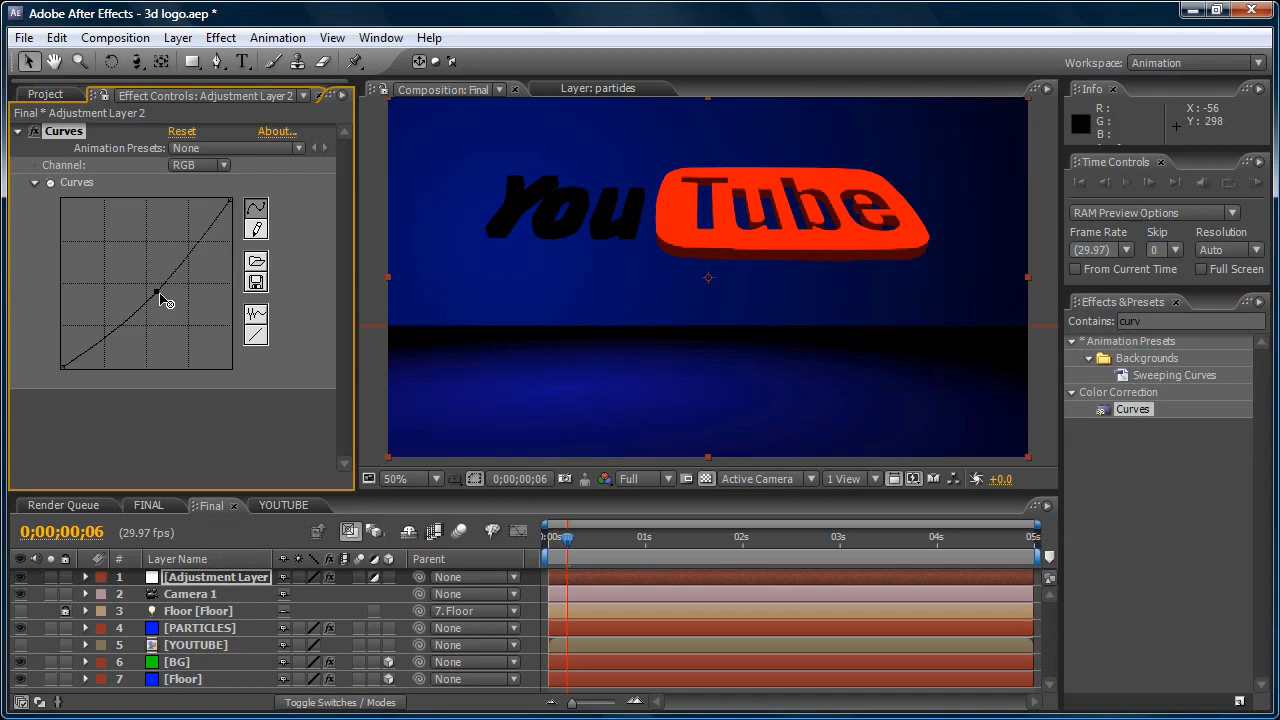 AE Adobe After Effects - 3d logo.aep *
File Edit Composition Layer Effect Animation View Window Help
Workspace: Animation
Project Effect Controls: Adjustment Layer 2
Final * Adjustment Layer 2
Curves Reset About...
Animation Presets: None
Channel: RGB
Curves
Composition: Final Layer: partides
You Tube
50% 0;00;00;06 Full Active Camera 1 View +0.0
Info
R: X: -56
G: Y: 298
B:
Time Controls
RAM Preview Options
Frame Rate Skip Resolution
(29.97) 0 Auto
From Current Time Full Screen
Effects &Presets
Contains: curv
* Animation Presets
Backgrounds
Sweeping Curves
Color Correction
Curves
Render Queue FINAL Final YOUTUBE
0;00;00;06 (29.97 fps)
:00s 01s 02s 03s 04s 05s
# Layer Name Parent
1 [Adjustment Layer None
2 Camera 1 None
3 Floor [Floor] 7. Floor
4 [PARTICLES] None
5 [YOUTUBE] None
6 [BG] None
7 [Floor] None
Toggle Switches / Modes